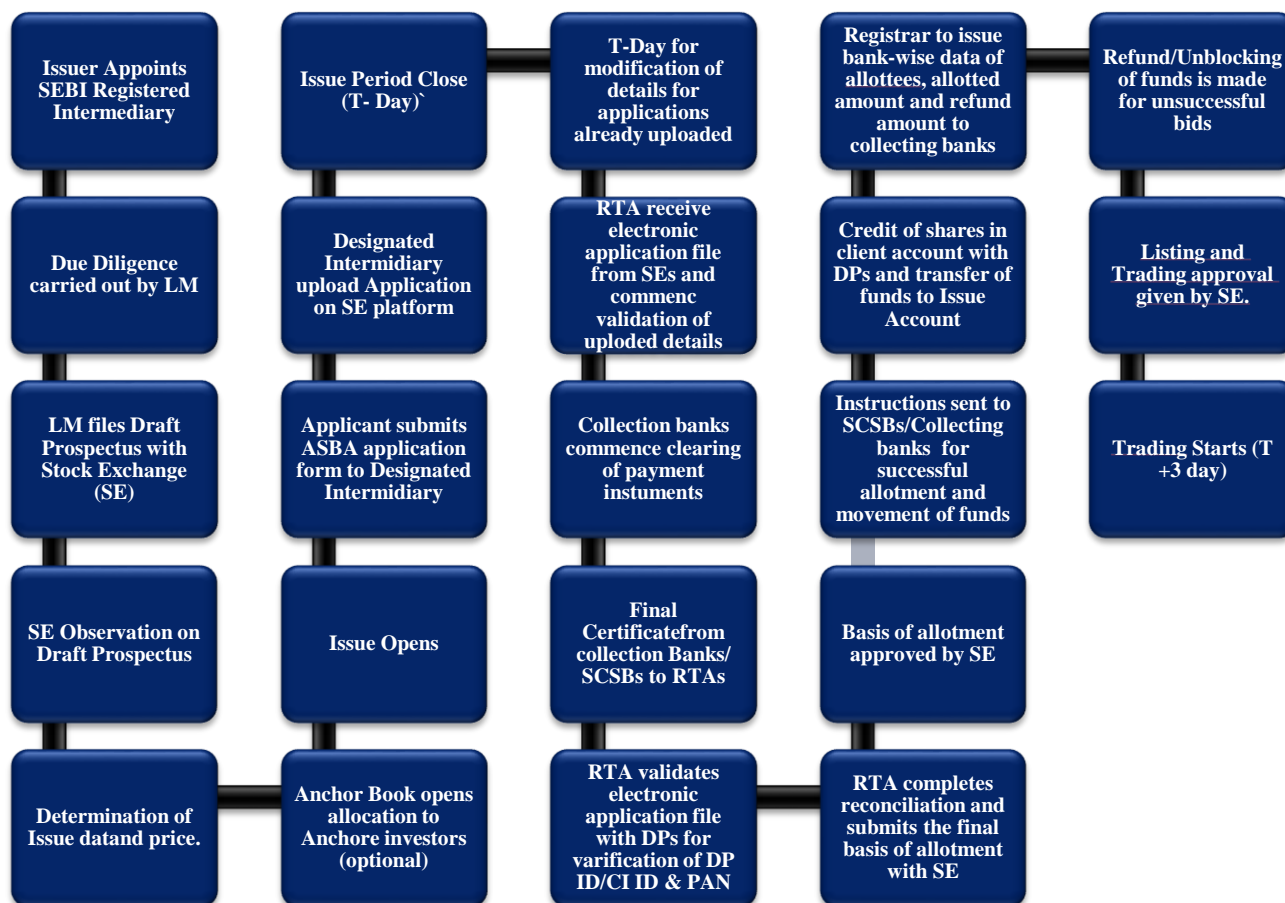 Issuer Appoints
SEBI Registered
Intermediary
Due Diligence
carried out by LM
LM files Draft
Prospectus with
Stock Exchange
(SE)
SE Observation on
Draft Prospectus
Determination of
Issue datand price.
Anchor Book opens
allocation to
Anchore investors
(optional)
Issue Opens
Applicant submits
ASBA application
form to Designated
Intermidiary
Designated
Intermidiary
upload Application
on SE platform
Issue Period Close
(T- Day)`
T-Day for
modification of
details for
applications
already uploaded
RTA receive
electronic
application file
from SEs and
commenc
validation of
uploded details
Collection banks
commence clearing
of payment
instuments
Final
Certificatefrom
collection Banks/
SCSBs to RTAs
RTA validates
electronic
application file
with DPs for
varification of DP
ID/CI ID & PAN
RTA completes
reconciliation and
submits the final
basis of allotment
with SE
Basis of allotment
approved by SE
Instructions sent to
SCSBs/Collecting
banks for
successful
allotment and
movement of funds
Credit of shares in
client account with
DPs and transfer of
funds to Issue
Account
Registrar to issue
bank-wise data of
allottees, allotted
amount and refund
amount to
collecting banks
Refund/Unblocking
of funds is made
for unsuccessful
bids
Listing and
Trading approval
given by SE.
Trading Starts (T
+3 day)